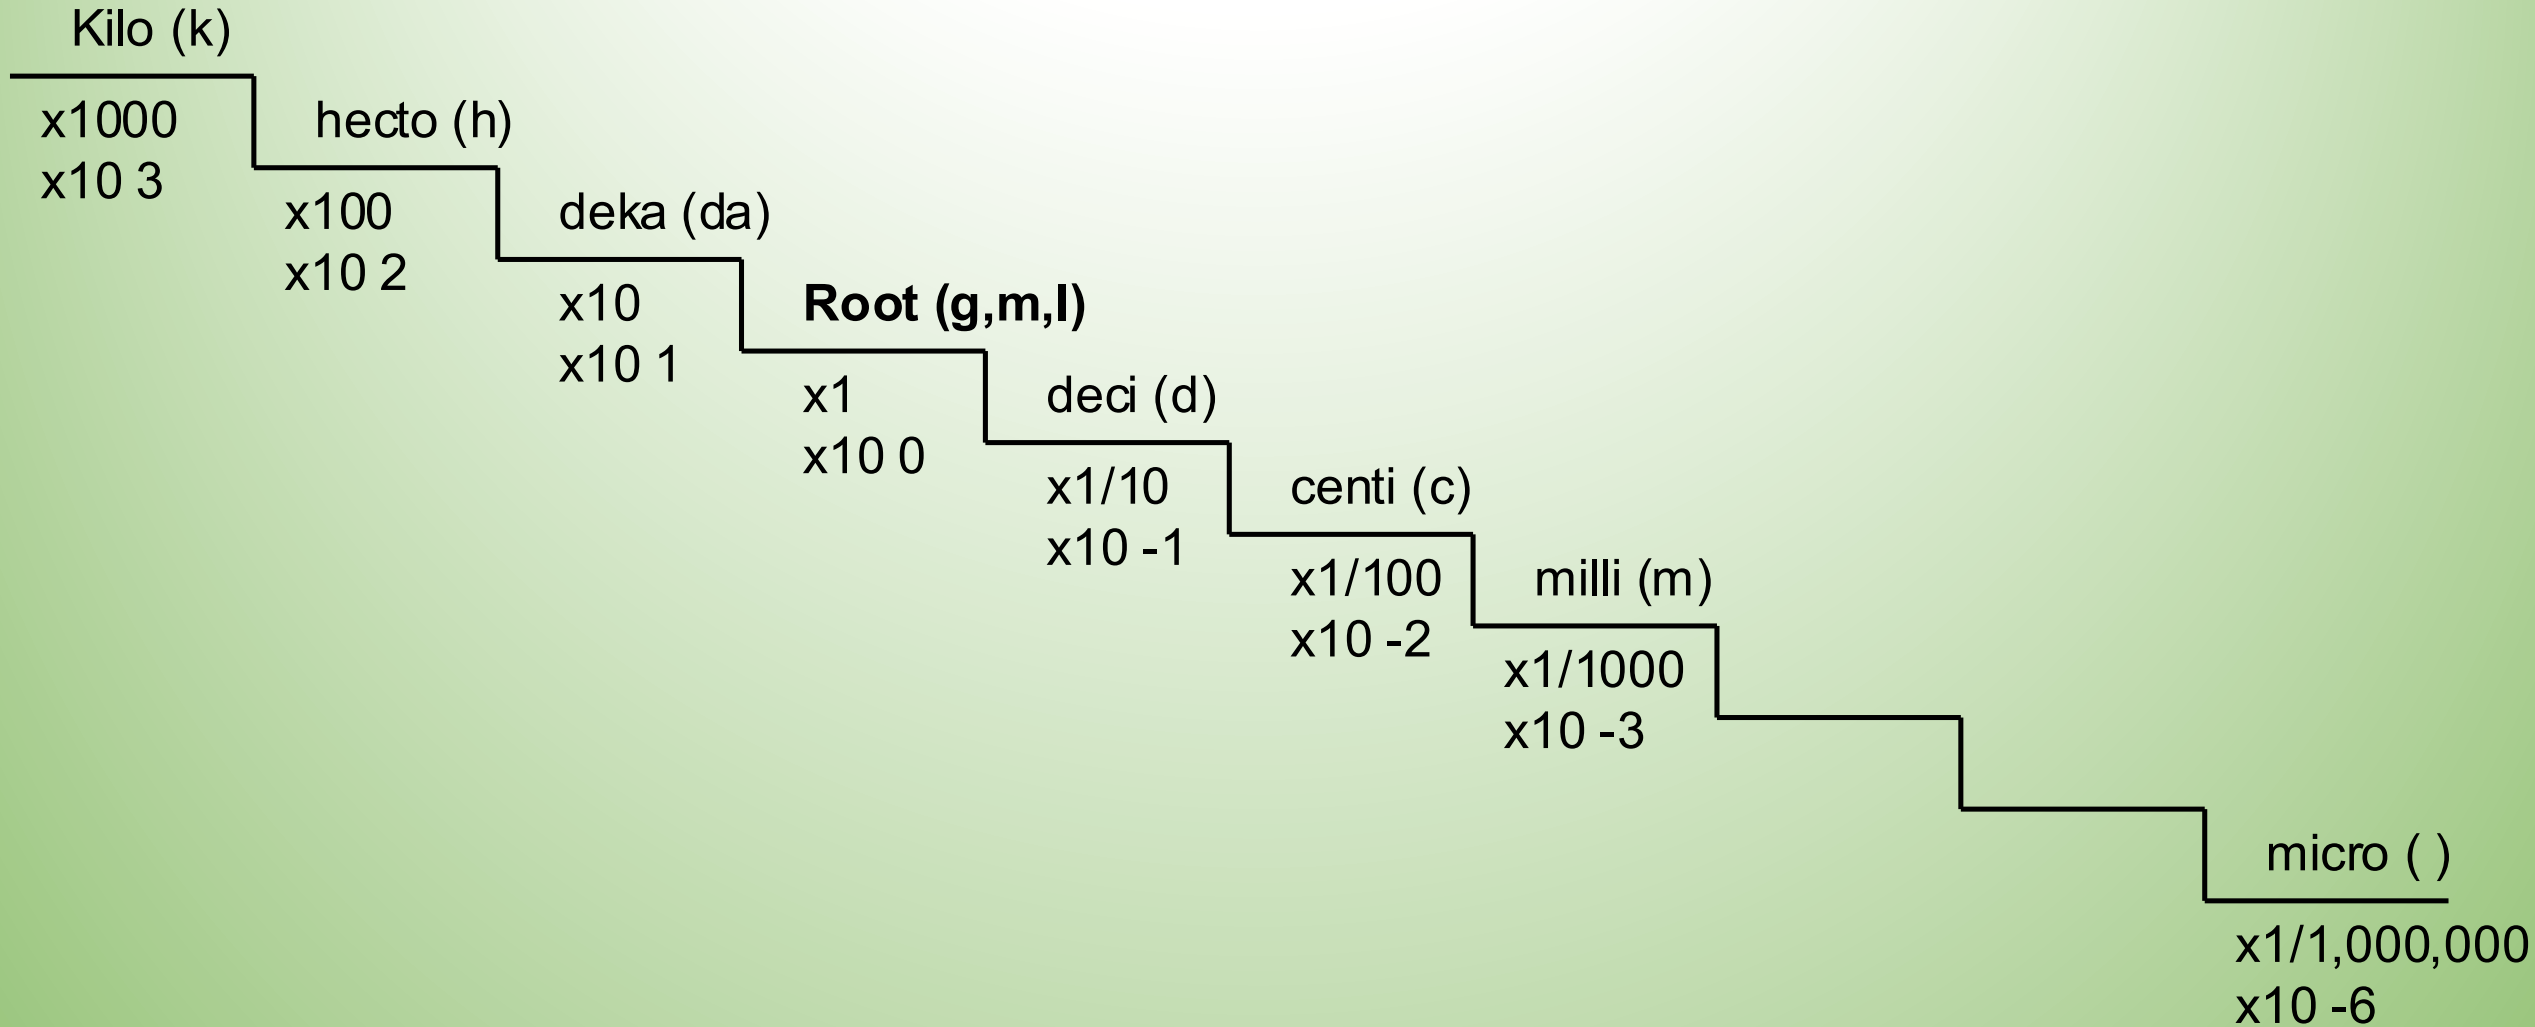 Kilo (k)
x1000
x10 3
hecto (h)
x100
x10 2
deka (da)
x10
x10 1
Root (g,m,l)
x1
x10 0
deci (d)
x1/10
x10 -1
centi (c)
x1/100
x10 -2
milli (m)
x1/1000
x10 -3
micro ( )
x1/1,000,000
x10 -6